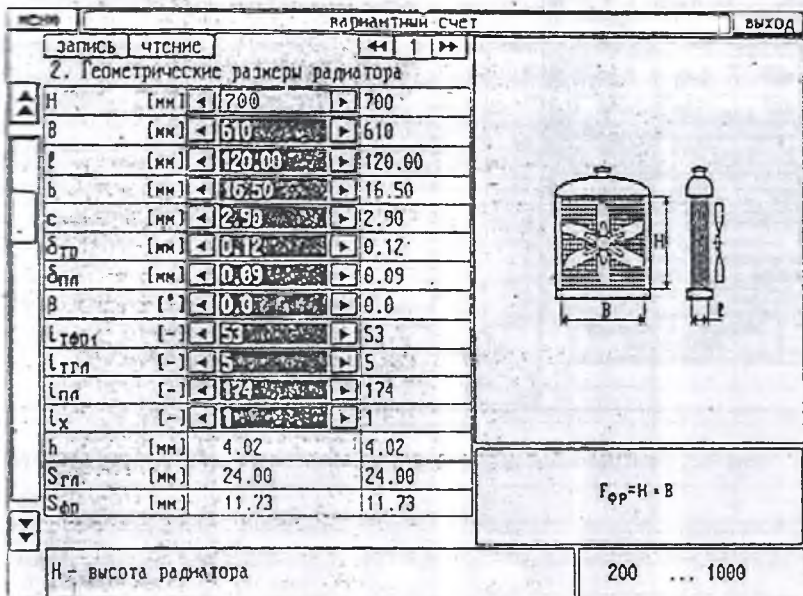 меню вариантный счет выход
запись чтение 1
2. Геометрические размеры радиатора
H [мм] 700 700
B [мм] 610 610
ℓ [мм] 120.00 120.00
b [мм] 16.50 16.50
c [мм] 2.90 2.90
δтр [мм] 0.12 0.12
δпл [мм] 0.09 0.09
β [°] 0.0 0.0
iтфр [-] 53 53
iтгл [-] 5 5
iпл [-] 174 174
iх [-] 1 1
h [мм] 4.02 4.02
Sгл [мм] 24.00 24.00
Sфр [мм] 11.73 11.73
H
B ℓ
Fфр=H × B
H - высота радиатора 200 ... 1000